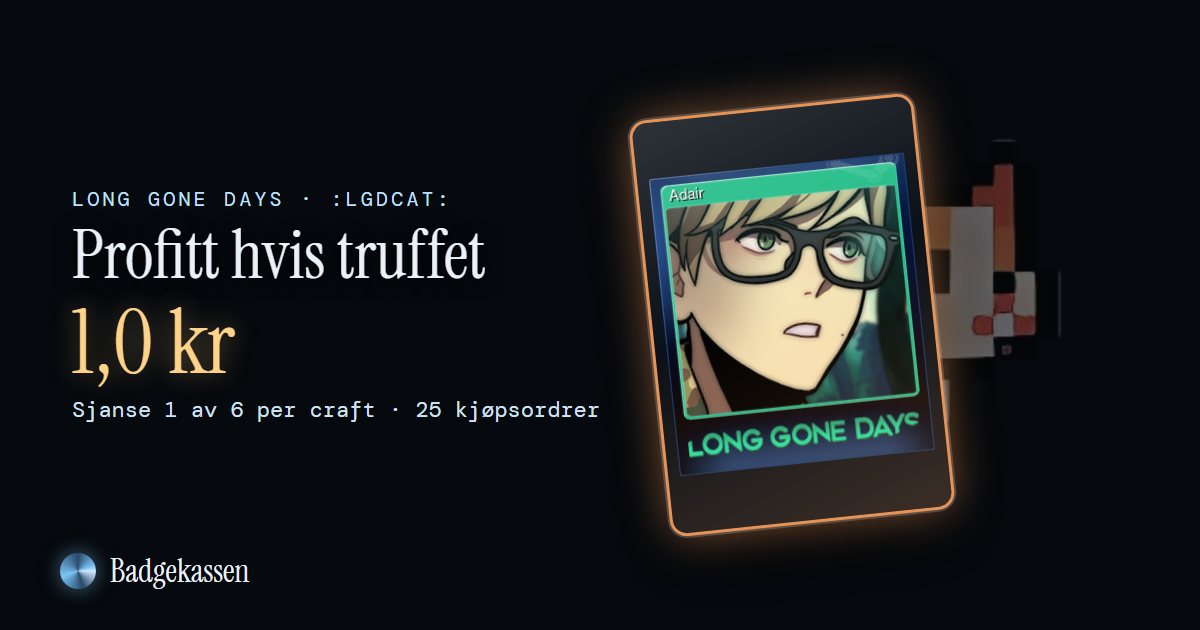 LONG GONE DAYS · :LGDCAT:
Profitt hvis truffet
1,0 kr
Sjanse 1 av 6 per craft · 25 kjøpsordrer
Adair
LONG GONE DAYS
Badgekassen